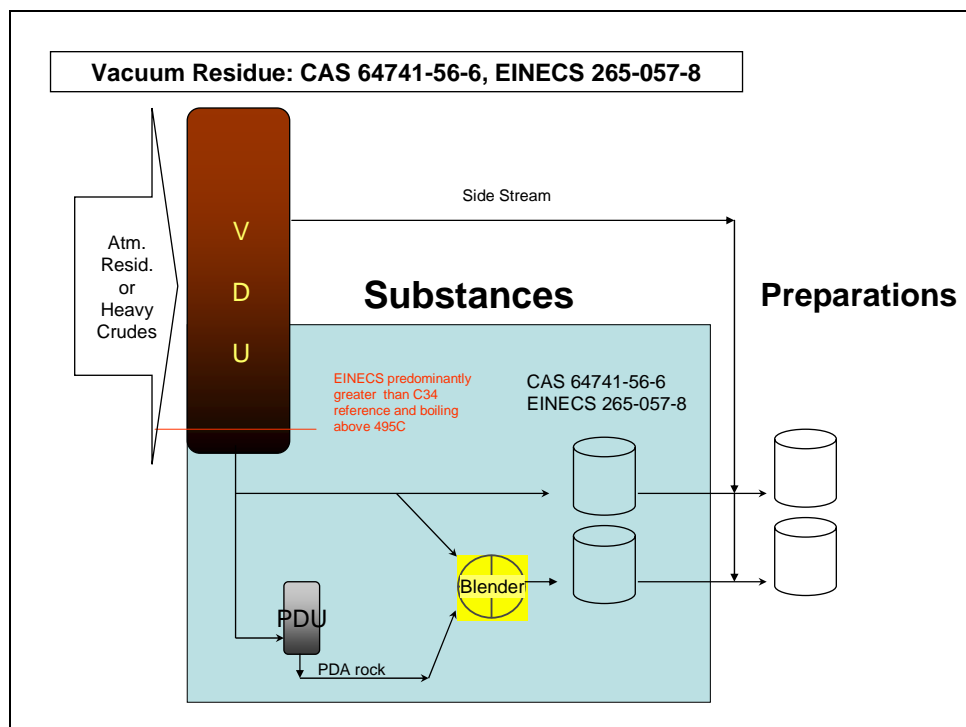 Vacuum Residue: CAS 64741-56-6, EINECS 265-057-8
Side Stream
V
D
U
Atm.
Resid.
or
Heavy
Crudes
Substances
Preparations
EINECS predominantly
greater than C34
reference and boiling
above 495C
CAS 64741-56-6
EINECS 265-057-8
Blender
PDU
PDA rock